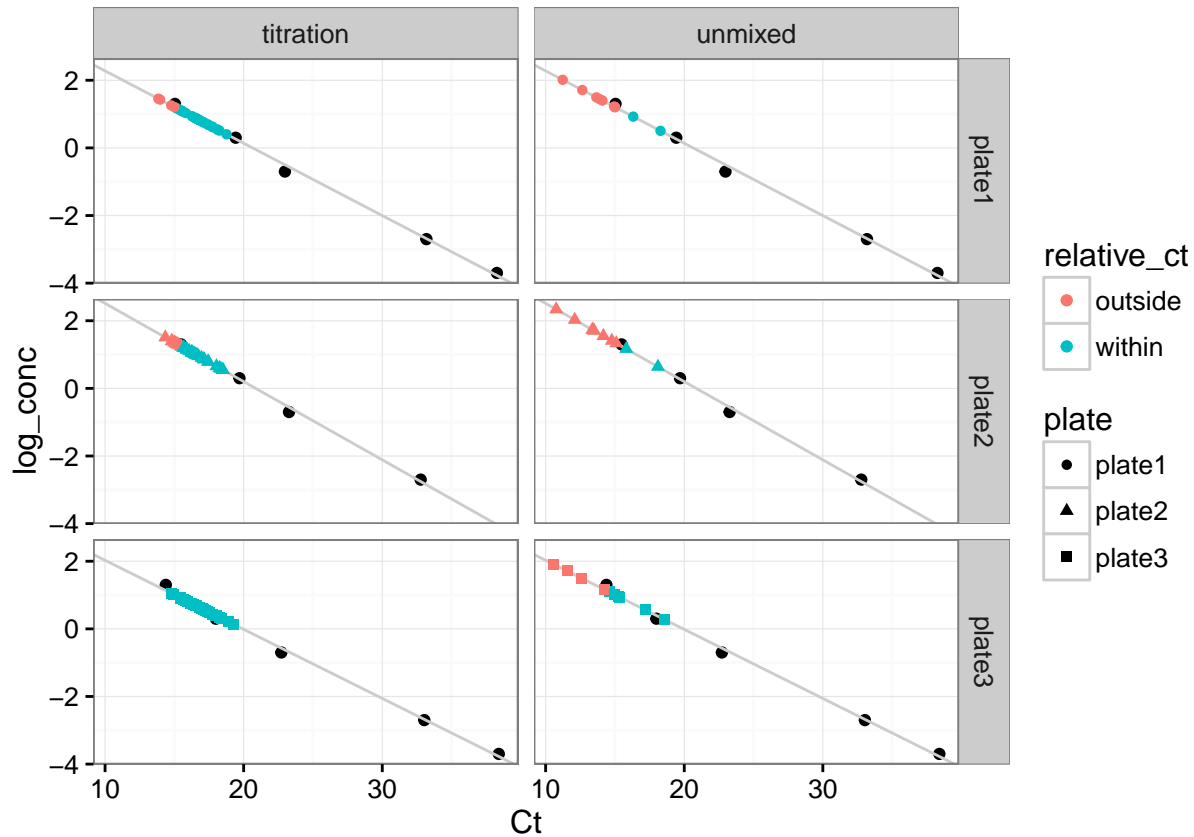 titration
unmixed
2
0
−2
−4
plate1
2
0
−2
−4
plate2
2
0
−2
−4
plate3
log_conc
10
20
30
10
20
30
Ct
relative_ct
outside
within
plate
plate1
plate2
plate3